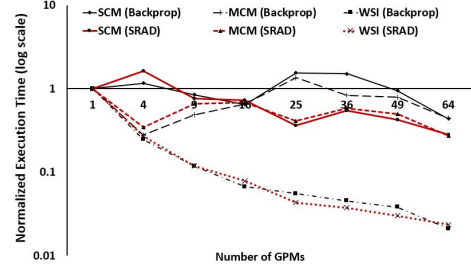 10
SCM (Backprop) MCM (Backprop) WSI (Backprop)
SCM (SRAD) MCM (SRAD) WSI (SRAD)
1
1 4 9 16 25 36 49 64
0.1
0.01
Normalized Execution Time (log scale)
Number of GPMs